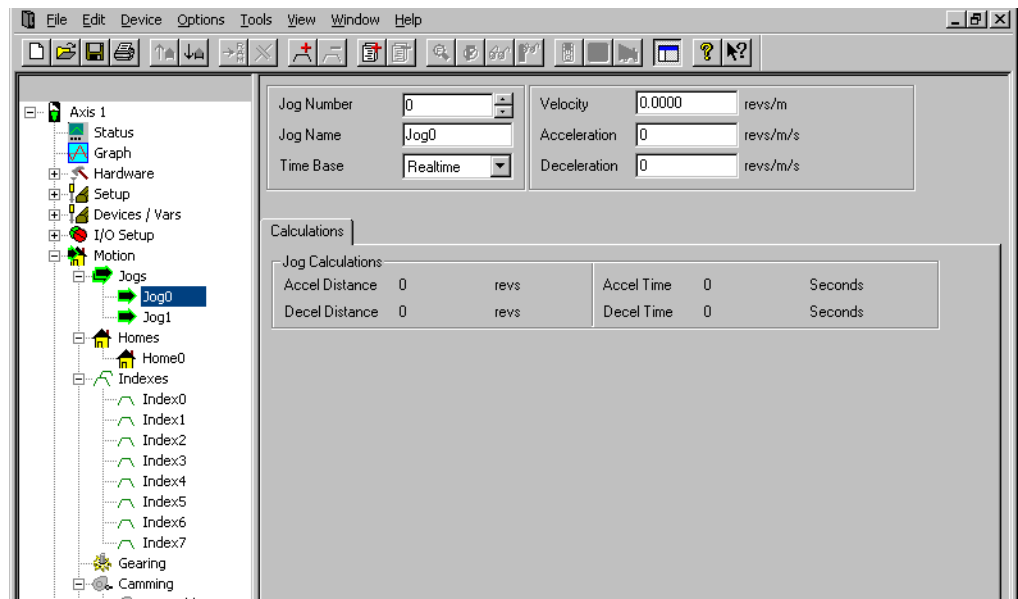 File Edit Device Options Tools View Window Help
Axis 1
Status
Graph
Hardware
Setup
Devices / Vars
I/O Setup
Motion
Jogs
Jog0
Jog1
Homes
Home0
Indexes
Index0
Index1
Index2
Index3
Index4
Index5
Index6
Index7
Gearing
Camming
Jog Number 0
Jog Name Jog0
Time Base Realtime
Velocity 0.0000 revs/m
Acceleration 0 revs/m/s
Deceleration 0 revs/m/s
Calculations
Jog Calculations
Accel Distance 0 revs Accel Time 0 Seconds
Decel Distance 0 revs Decel Time 0 Seconds